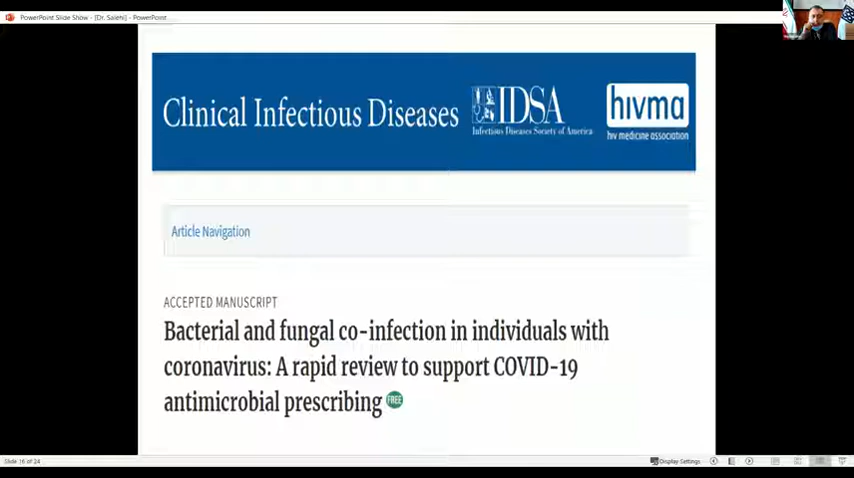 PowerPoint Slide Show - [Dr. Salehi] - PowerPoint
Clinical Infectious Diseases
IDSA
Infectious Diseases Society of America
hivma
hiv medicine association
Article Navigation
ACCEPTED MANUSCRIPT
Bacterial and fungal co-infection in individuals with
coronavirus: A rapid review to support COVID-19
antimicrobial prescribing FREE
Slide 16 of 24
Display Settings